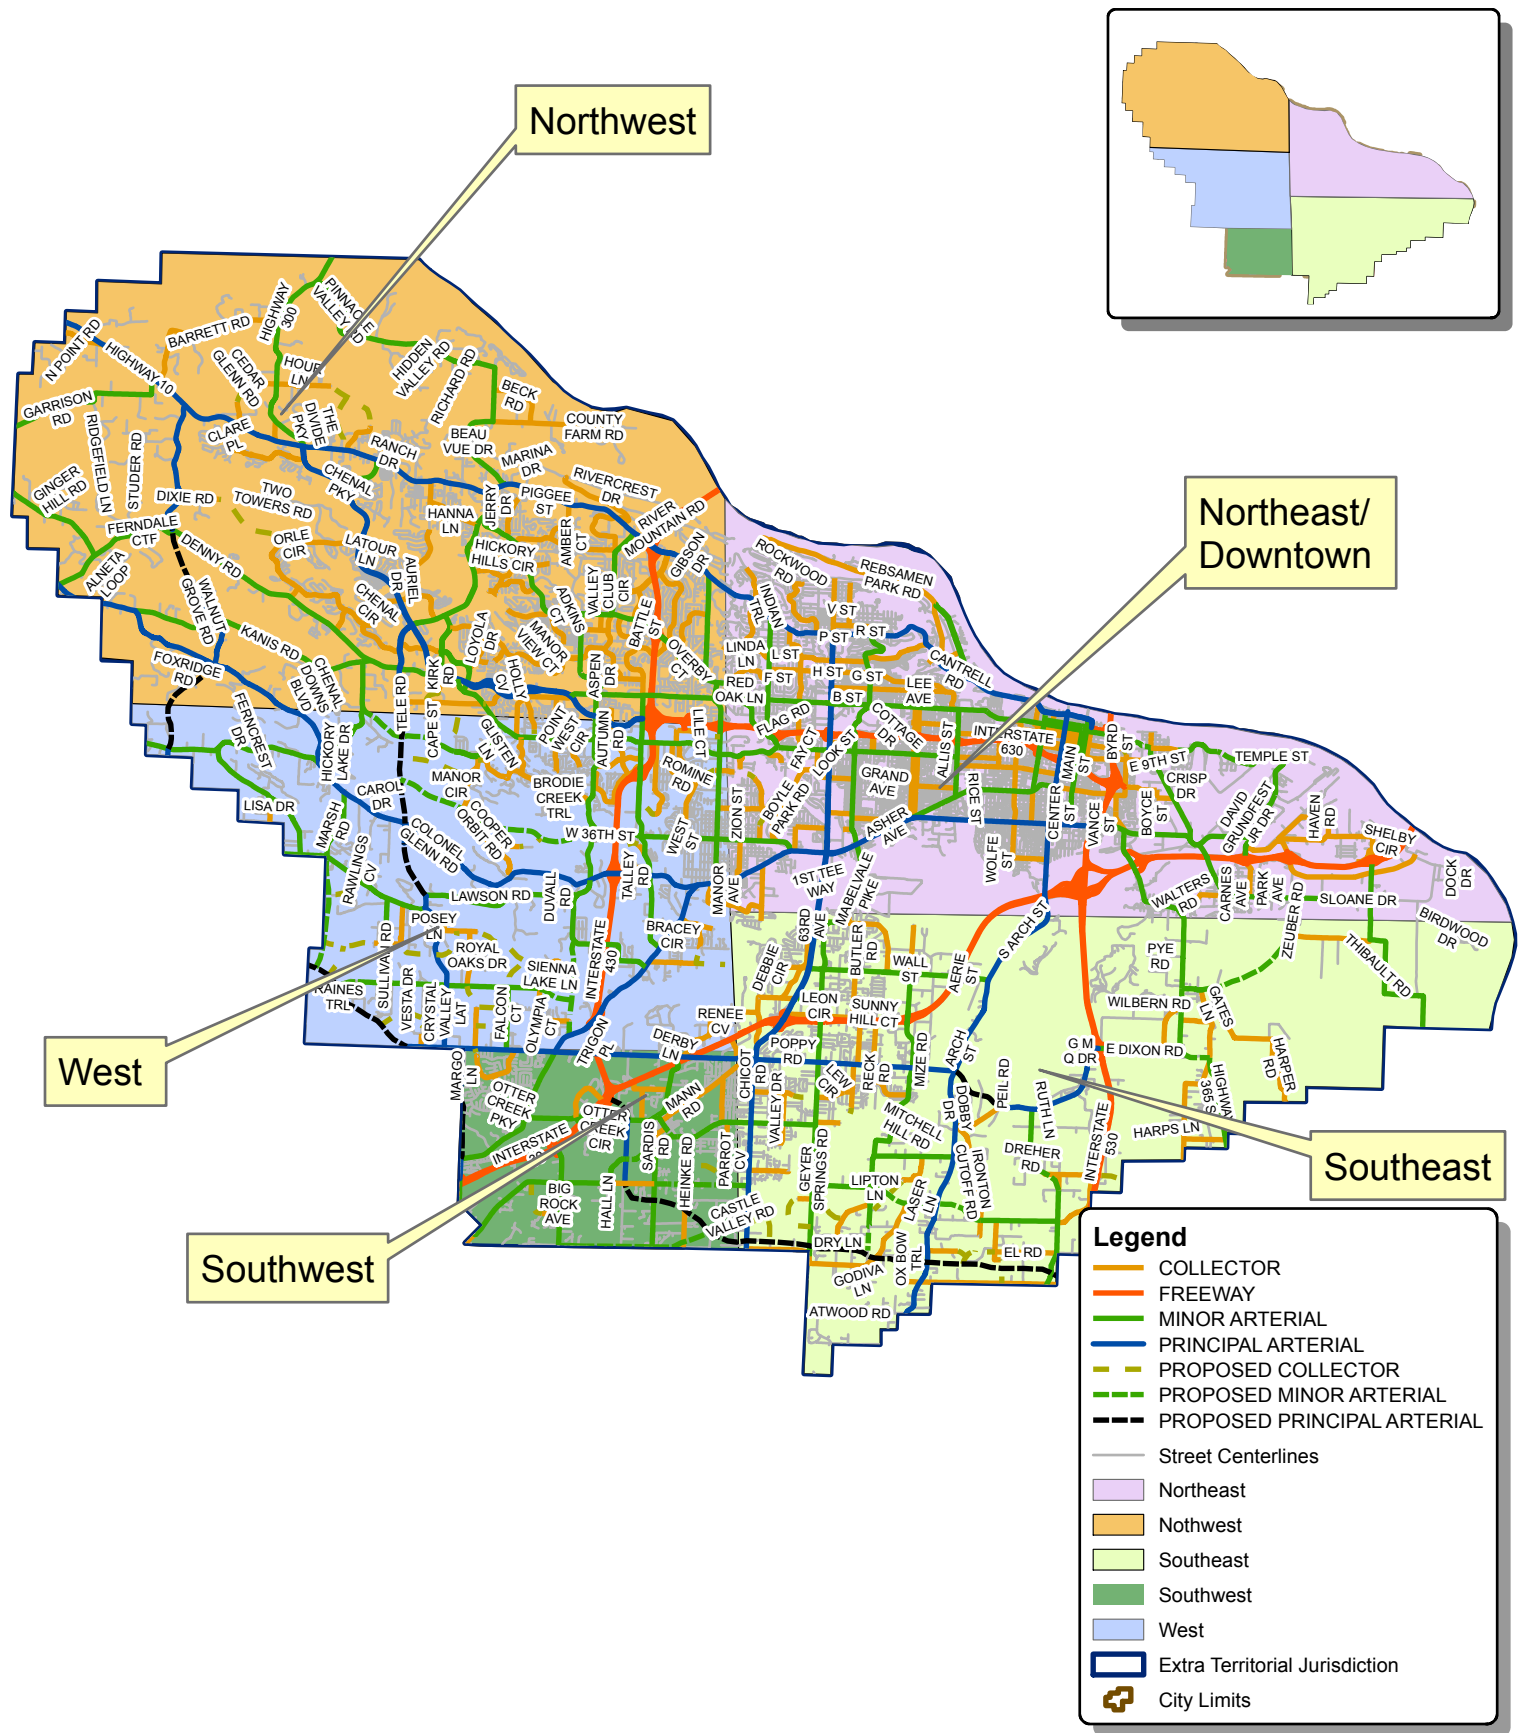 Northwest
Northeast/
Downtown
West
Southwest
Southeast
N POINT RD
HIGHWAY 10
BARRETT RD
HIGHWAY
300
PINNACLE
VALLEY RD
CEDAR
GLENN RD
HOUF
LN
HIDDEN
VALLEY RD
RICHARD RD
BECK
RD
COUNTY
FARM RD
GARRISON
RD
RIDGEFIELD LN
STUDER RD
CLARE
PL
THE
DIVIDE
PKY
RANCH
DR
BEAU
VUE DR
MARINA
DR
RIVERCREST
DR
GINGER
HILL RD
DIXIE RD
TWO
TOWERS RD
CHENAL
PKY
HANNA
LN
JERRY
DR
PIGGEE
ST
RIVER
MOUNTAIN RD
FERNDALE
CTF
ORLE
CIR
LATOUR
LN
HICKORY
HILLS CIR
AMBER
CT
GIBSON
DR
ALNETA
LOOP
DENNY RD
WALNUT
GROVE RD
AURIEL
DR
CHENAL
CIR
ADKINS
CT
VALLEY
CLUB
CIR
BATTLE
ST
KANIS RD
LOYOLA
DR
MANOR
VIEW CT
OVERBY
CT
FOXRIDGE
RD
CHENAL
DOWNS
BLVD
KIRK
RD
HOLLY
CV
ASPEN
DR
ROCKWOOD
RD
REBSAMEN
PARK RD
INDIAN
TRL
V ST
P ST
R ST
LINDA
LN
L ST
CANTRELL
RD
RED
OAK LN
F ST
H ST
G ST
LEE
AVE
B ST
FERNCREST
DR
HICKORY
LAKE DR
TELE RD
CAPE ST
GLISTEN
LN
POINT
WEST
CIR
AUTUMN
RD
LILE CT
FLAG RD
FAY CT
LOOK ST
COTTAGE
DR
ALLIS ST
INTERSTATE
630
MAIN
ST
BYRD
ST
E 9TH ST
TEMPLE ST
CRISP
DR
LISA DR
MARSH
RD
CAROL
DR
MANOR
CIR
COOPER
ORBIT RD
BRODIE
CREEK
TRL
ROMINE
RD
BOYLE
PARK RD
GRAND
AVE
RICE ST
CENTER
ST
VANCE
ST
BOYCE
ST
DAVID
GRUNDFEST
JR DR
HAVEN
RD
SHELBY
CIR
COLONEL
GLENN RD
W 36TH ST
WEST
ST
ZION ST
ASHER
AVE
WOLFE
ST
DOCK
DR
RAWLINGS
CV
LAWSON RD
DUVALL
RD
TALLEY
RD
MANOR
AVE
1ST TEE
WAY
MABELVALE
PIKE
WALTERS
RD
CARNES
AVE
PARK
AVE
SLOANE DR
BIRDWOOD
DR
POSEY
LN
SULLIVAN RD
ROYAL
OAKS DR
SIENNA
LAKE LN
INTERSTATE
430
BRACEY
CIR
63RD
AVE
BUTLER
RD
WALL
ST
AERIE
ST
S ARCH ST
PYE
RD
ZEUBER RD
THIBAULT RD
DEBBIE
CIR
RAINES
TRL
VESTA DR
CRYSTAL
VALLEY
LAT
FALCON
CT
OLYMPIA
CT
TRIGON
PL
DERBY
LN
RENEE
CV
LEON
CIR
SUNNY
HILL CT
WILBERN RD
GATES
LN
MARGO
LN
OTTER
CREEK
PKY
OTTER
CREEK
CIR
INTERSTATE
MANN
RD
CHICOT
RD
POPPY
RD
VALLEY DR
LEW
CIR
RECK
RD
MIZE RD
ARCH
ST
DOBBY
DR
PEIL RD
G M
Q DR
E DIXON RD
RUTH LN
HIGHWAY
365 S
HARPER
RD
SARDIS
RD
HEINKE RD
PARROT
CV
MITCHELL
HILL RD
DREHER
RD
INTERSTATE
530
HARPS LN
BIG
ROCK
AVE
HALL LN
CASTLE
VALLEY RD
GEYER
SPRINGS RD
LIPTON
LN
LASER
LN
IRONTON
CUTOFF RD
DRY LN
GODIVA
LN
OX BOW
TRL
EL RD
ATWOOD RD
Legend
COLLECTOR
FREEWAY
MINOR ARTERIAL
PRINCIPAL ARTERIAL
PROPOSED COLLECTOR
PROPOSED MINOR ARTERIAL
PROPOSED PRINCIPAL ARTERIAL
Street Centerlines
Northeast
Nothwest
Southeast
Southwest
West
Extra Territorial Jurisdiction
City Limits